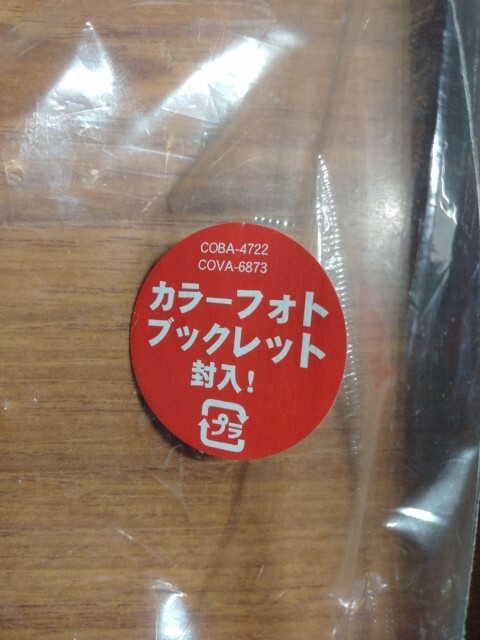 COBA-4722
COVA-6873
カラーフォト
ブックレット
封入!
プラ